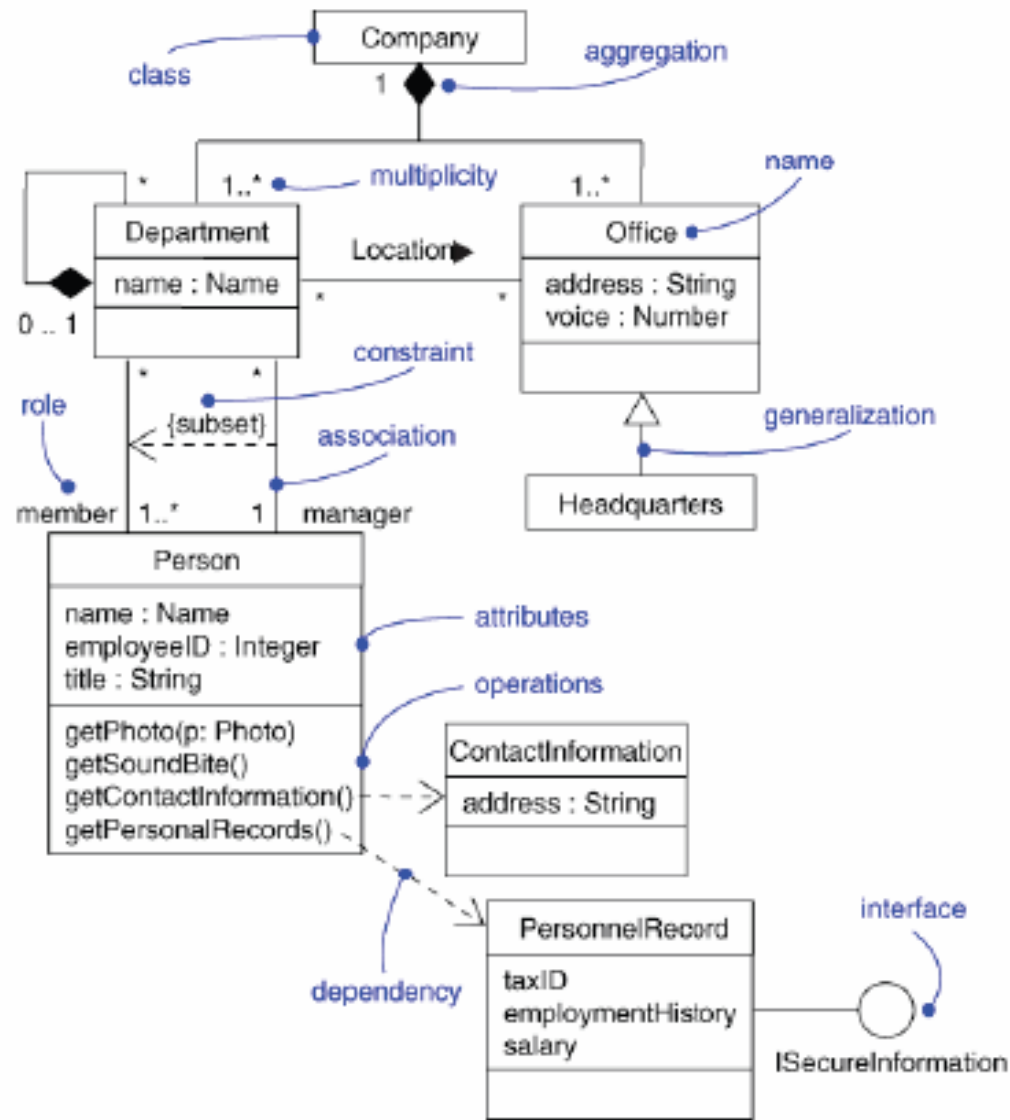 Company
class
aggregation
1
* 1..* multiplicity 1..* name
Department
name : Name
0 .. 1
Location
* *
Office
address : String
voice : Number
constraint
* *
role
{subset}
association
generalization
member 1..* 1 manager
Headquarters
Person
name : Name
employeeID : Integer
title : String
attributes
operations
getPhoto(p: Photo)
getSoundBite()
getContactInformation()
getPersonalRecords()
ContactInformation
address : String
dependency
PersonnelRecord
taxID
employmentHistory
salary
interface
ISecureInformation